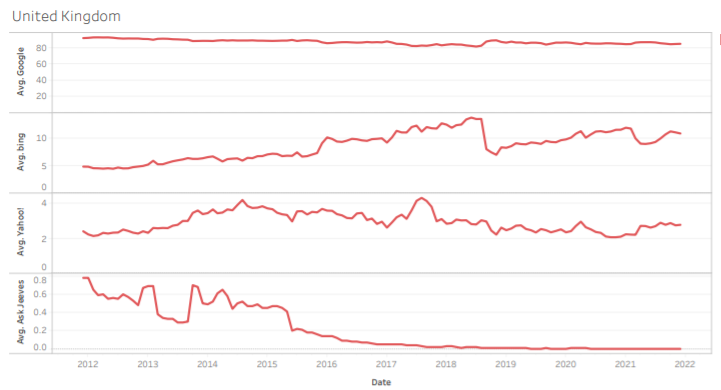 United Kingdom
Avg. Google
80
60
40
20
Avg. bing
10
5
0
Avg. Yahoo!
4
2
0
Avg. Ask Jeeves
0.8
0.6
0.4
0.2
0.0
2012 2013 2014 2015 2016 2017 2018 2019 2020 2021 2022
Date